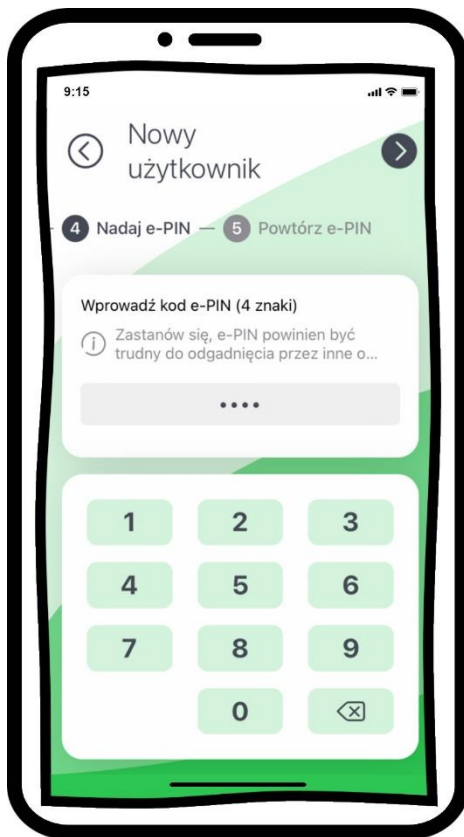 9:15
Nowy
użytkownik
4 Nadaj e-PIN — 5 Powtórz e-PIN
Wprowadź kod e-PIN (4 znaki)
Zastanów się, e-PIN powinien być
trudny do odgadnięcia przez inne o...
••••
1 2 3
4 5 6
7 8 9
0